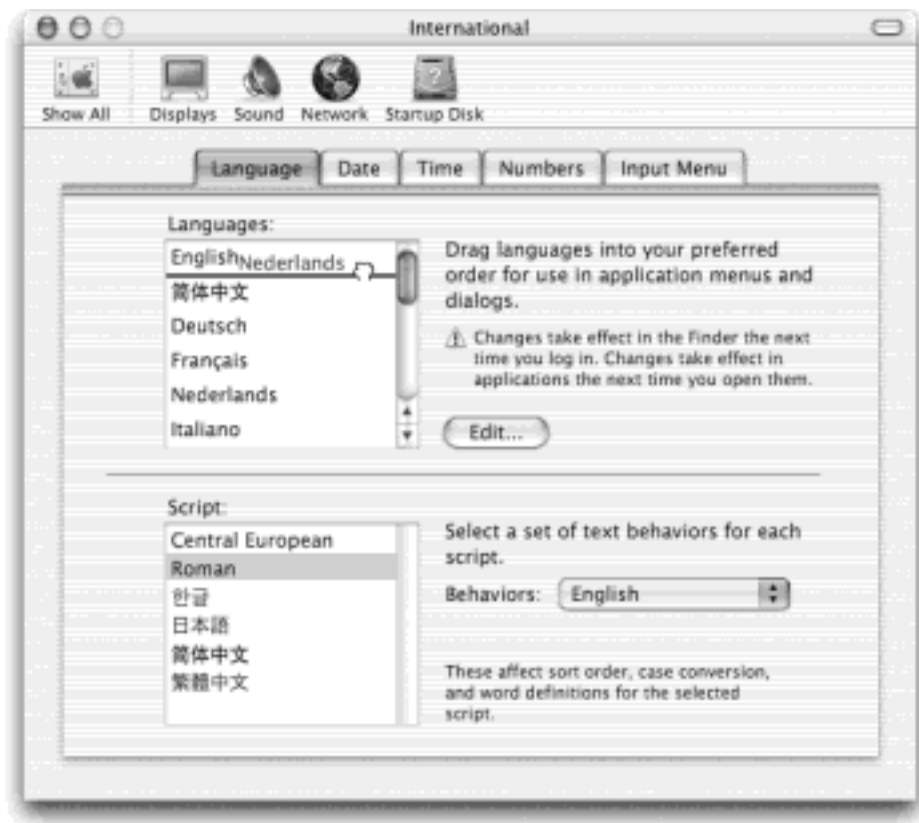 International
Show All
Displays Sound Network Startup Disk
Language Date Time Numbers Input Menu
Languages:
English
Nederlands
简体中文
Deutsch
Français
Nederlands
Italiano
Drag languages into your preferred
order for use in application menus and
dialogs.
Changes take effect in the Finder the next
time you log in. Changes take effect in
applications the next time you open them.
Edit...
Script:
Central European
Roman
한글
日本語
简体中文
繁體中文
Select a set of text behaviors for each
script.
Behaviors: English
These affect sort order, case conversion,
and word definitions for the selected
script.